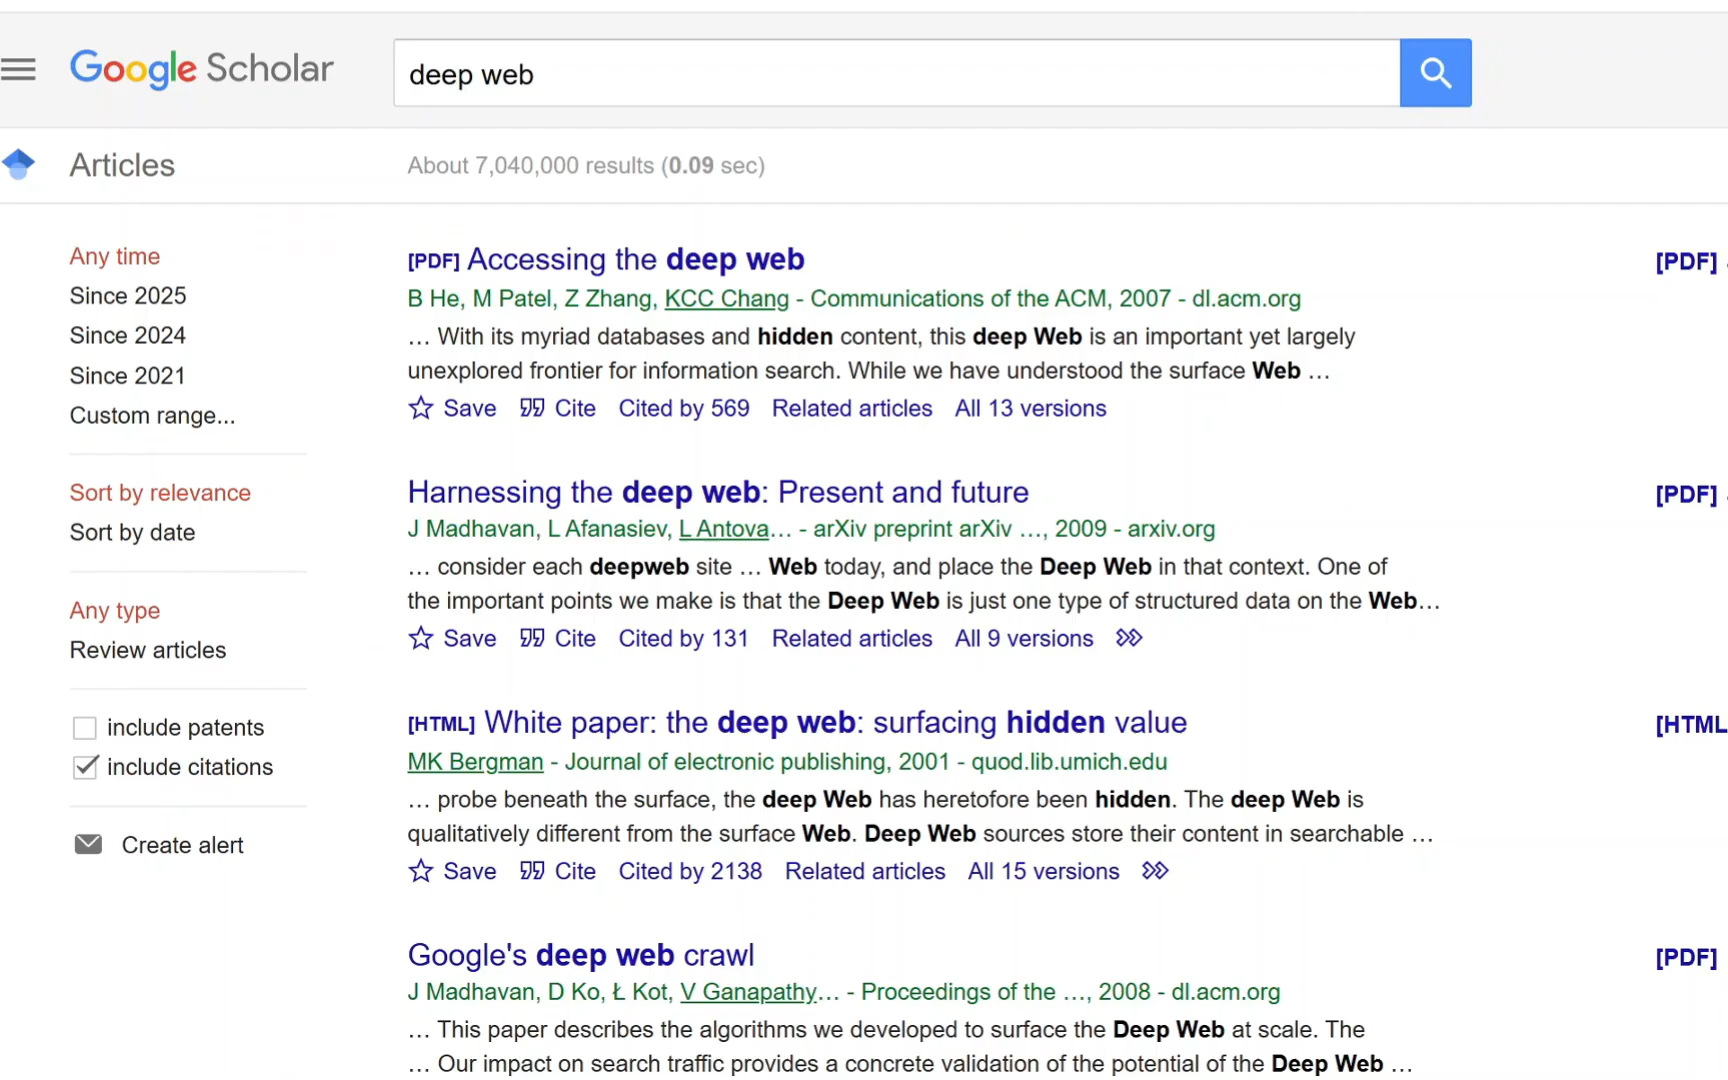 Google Scholar
deep web
Articles
About 7,040,000 results (0.09 sec)
Any time
Since 2025
Since 2024
Since 2021
Custom range...
Sort by relevance
Sort by date
Any type
Review articles
include patents
include citations
Create alert
[PDF] Accessing the deep web
B He, M Patel, Z Zhang, KCC Chang - Communications of the ACM, 2007 - dl.acm.org
… With its myriad databases and hidden content, this deep Web is an important yet largely
unexplored frontier for information search. While we have understood the surface Web …
Save Cite Cited by 569 Related articles All 13 versions
[PDF]
Harnessing the deep web: Present and future
J Madhavan, L Afanasiev, L Antova… - arXiv preprint arXiv …, 2009 - arxiv.org
… consider each deepweb site … Web today, and place the Deep Web in that context. One of
the important points we make is that the Deep Web is just one type of structured data on the Web…
Save Cite Cited by 131 Related articles All 9 versions
[PDF]
[HTML] White paper: the deep web: surfacing hidden value
MK Bergman - Journal of electronic publishing, 2001 - quod.lib.umich.edu
… probe beneath the surface, the deep Web has heretofore been hidden. The deep Web is
qualitatively different from the surface Web. Deep Web sources store their content in searchable …
Save Cite Cited by 2138 Related articles All 15 versions
[HTML
Google's deep web crawl
J Madhavan, D Ko, Ł Kot, V Ganapathy… - Proceedings of the …, 2008 - dl.acm.org
… This paper describes the algorithms we developed to surface the Deep Web at scale. The
… Our impact on search traffic provides a concrete validation of the potential of the Deep Web …
[PDF]